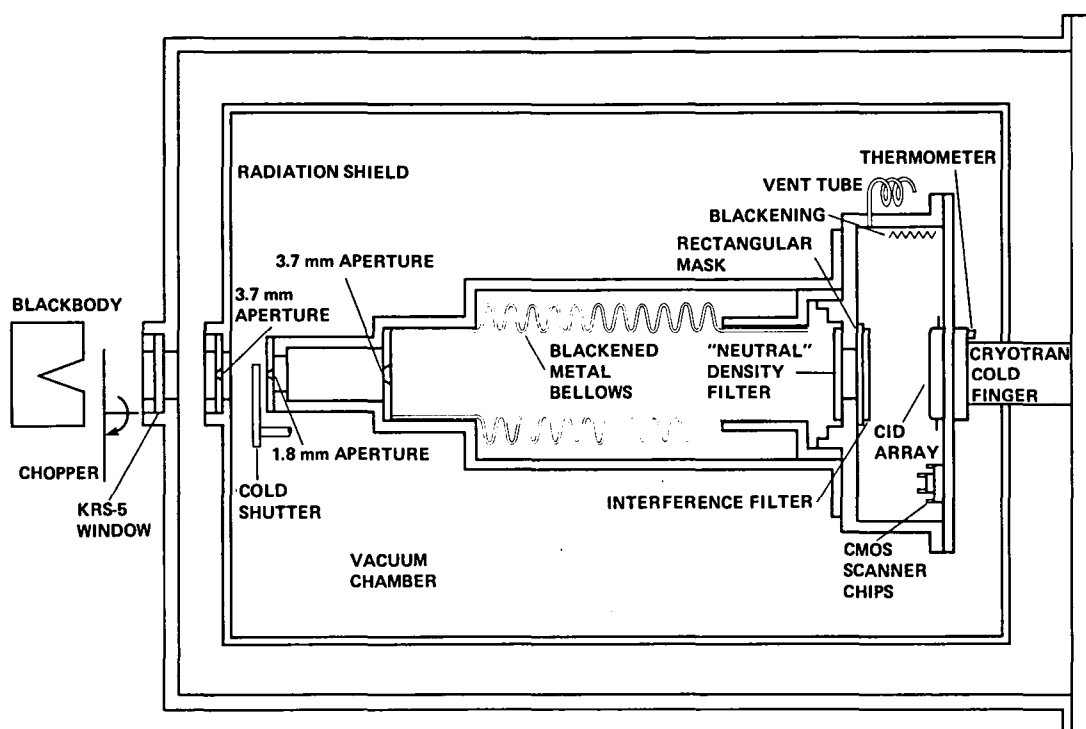 THERMOMETER
RADIATION SHIELD
VENT TUBE
BLACKENING
RECTANGULAR
MASK
3.7 mm APERTURE
3.7 mm
APERTURE
BLACKBODY
BLACKENED
METAL
BELLOWS
"NEUTRAL"
DENSITY
FILTER
CRYOTRAN
COLD
FINGER
CID
ARRAY
1.8 mm APERTURE
CHOPPER
COLD
SHUTTER
KRS-5
WINDOW
INTERFERENCE FILTER
VACUUM
CHAMBER
CMOS
SCANNER
CHIPS